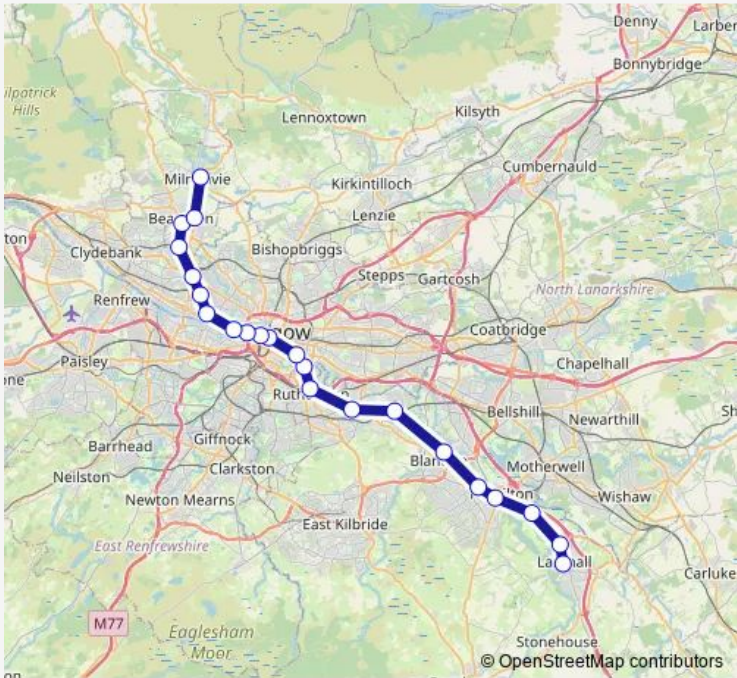 Denny
Larber
Bonnybridge
Kilpatrick
Hills
Lennoxtown
Kilsyth
Cumbernauld
Kirkintilloch
Lenzie
Clydebank
Bishopbriggs
Stepps
Gartcosh
Renfrew
North Lanarkshire
Coatbridge
Paisley
Chapelhall
Bellshill
Newarthill
Giffnock
Barrhead
Clarkston
Motherwell
Neilston
Wishaw
Newton Mearns
East Kilbride
East Renfrewshire
Carluke
M77
Eaglesham
Moor
Stonehouse
© OpenStreetMap contributors